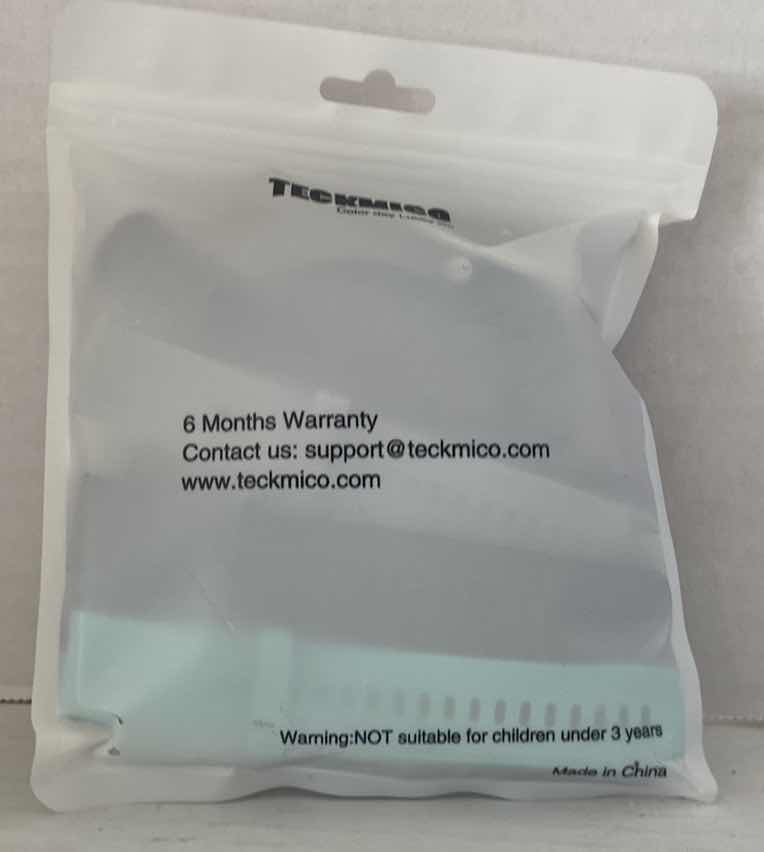 TECKMICO
6 Months Warranty
Contact us: support@teckmico.com
www.teckmico.com
Warning:NOT suitable for children under 3 years
Made in China